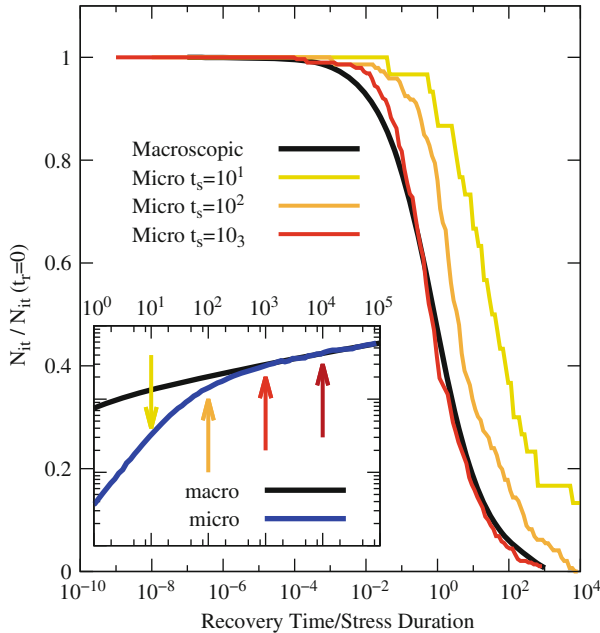 1
0.8
0.6
0.4
0.2
0
N_it / N_it (t_r=0)
Macroscopic
Micro t_s=10^1
Micro t_s=10^2
Micro t_s=10_3
10^0 10^1 10^2 10^3 10^4 10^5
macro
micro
10^-10 10^-8 10^-6 10^-4 10^-2 10^0 10^2 10^4
Recovery Time/Stress Duration